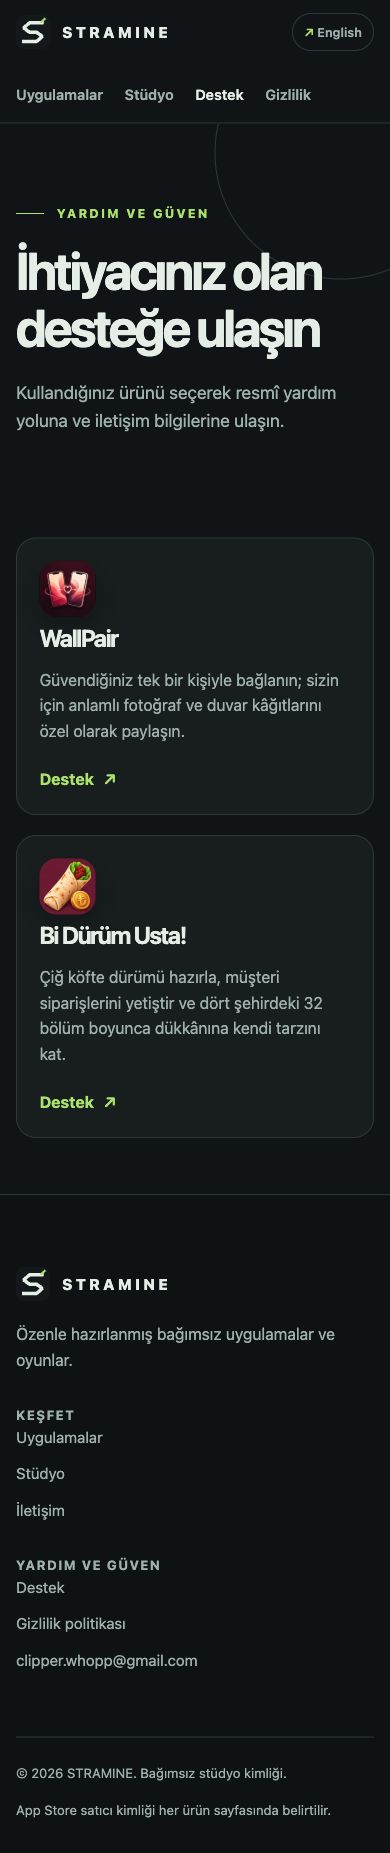 STRAMINE
↗ English
Uygulamalar Stüdyo Destek Gizlilik
YARDIM VE GÜVEN
İhtiyacınız olan
desteğe ulaşın
Kullandığınız ürünü seçerek resmî yardım
yoluna ve iletişim bilgilerine ulaşın.
WallPair
Güvendiğiniz tek bir kişiyle bağlanın; sizin
için anlamlı fotoğraf ve duvar kâğıtlarını
özel olarak paylaşın.
Destek ↗
Bi Dürüm Usta!
Çiğ köfte dürümü hazırla, müşteri
siparişlerini yetiştir ve dört şehirdeki 32
bölüm boyunca dükkânına kendi tarzını
kat.
Destek ↗
STRAMINE
Özenle hazırlanmış bağımsız uygulamalar ve
oyunlar.
KEŞFET
Uygulamalar
Stüdyo
İletişim
YARDIM VE GÜVEN
Destek
Gizlilik politikası
clipper.whopp@gmail.com
© 2026 STRAMINE. Bağımsız stüdyo kimliği.
App Store satıcı kimliği her ürün sayfasında belirtilir.